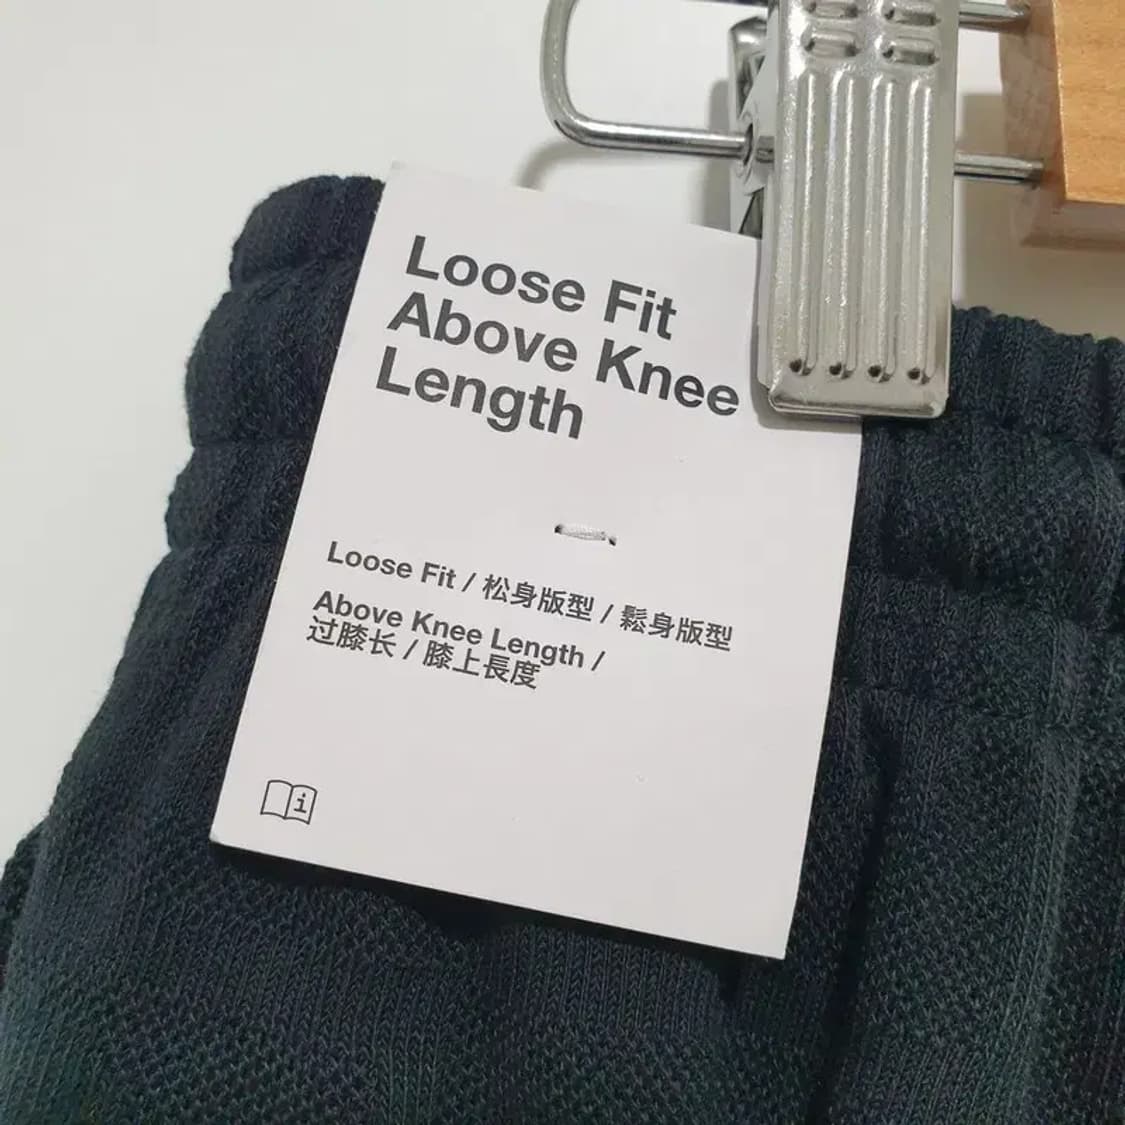 Loose Fit
Above Knee
Length
Loose Fit / 松身版型 / 鬆身版型
Above Knee Length /
过膝长 / 膝上長度
i